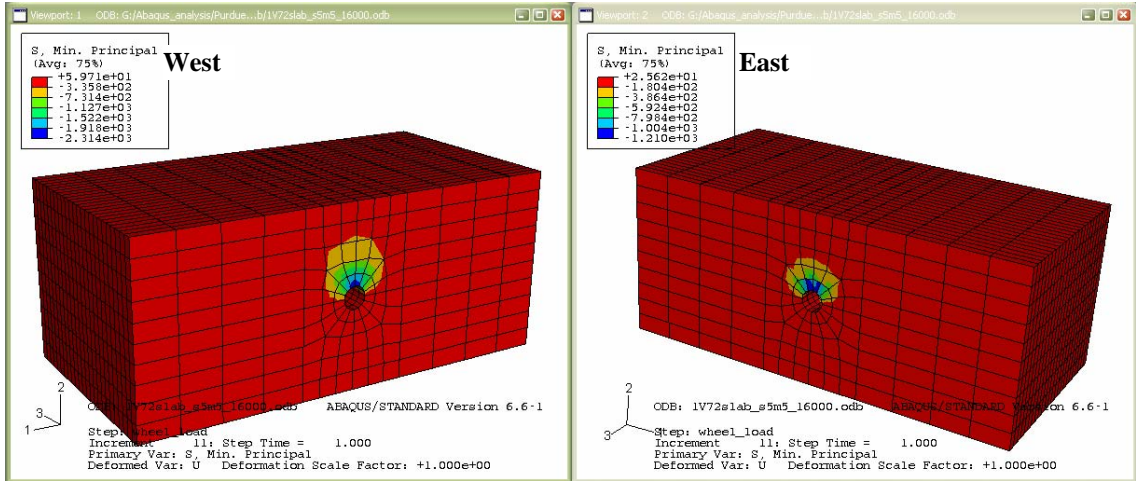 Viewport: 1 ODB: G:/Abaqus_analysis/Purdue...b/1V72slab_s5m5_16000.odb
S, Min. Principal
(Avg: 75%)
+5.971e+01
-3.358e+02
-7.314e+02
-1.127e+03
-1.522e+03
-1.918e+03
-2.314e+03
West
2
3
1
ODB: 1V72slab_s5m5_16000.odb ABAQUS/STANDARD Version 6.6-1
Step: wheel_load
Increment 11: Step Time = 1.000
Primary Var: S, Min. Principal
Deformed Var: U Deformation Scale Factor: +1.000e+00
Viewport: 2 ODB: G:/Abaqus_analysis/Purdue...b/1V72slab_s5m5_16000.odb
S, Min. Principal
(Avg: 75%)
+2.562e+01
-1.804e+02
-3.864e+02
-5.924e+02
-7.984e+02
-1.004e+03
-1.210e+03
East
2
3
ODB: 1V72slab_s5m5_16000.odb ABAQUS/STANDARD Version 6.6-1
Step: wheel_load
Increment 11: Step Time = 1.000
Primary Var: S, Min. Principal
Deformed Var: U Deformation Scale Factor: +1.000e+00